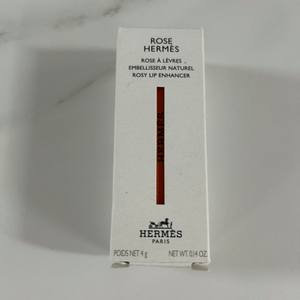 ROSE
HERMÈS
ROSE À LÈVRES,
EMBELLISSEUR NATUREL
ROSY LIP ENHANCER
HERMÈS
HERMÈS
PARIS
POIDS NET 4 g NET WT. 0.14 OZ.